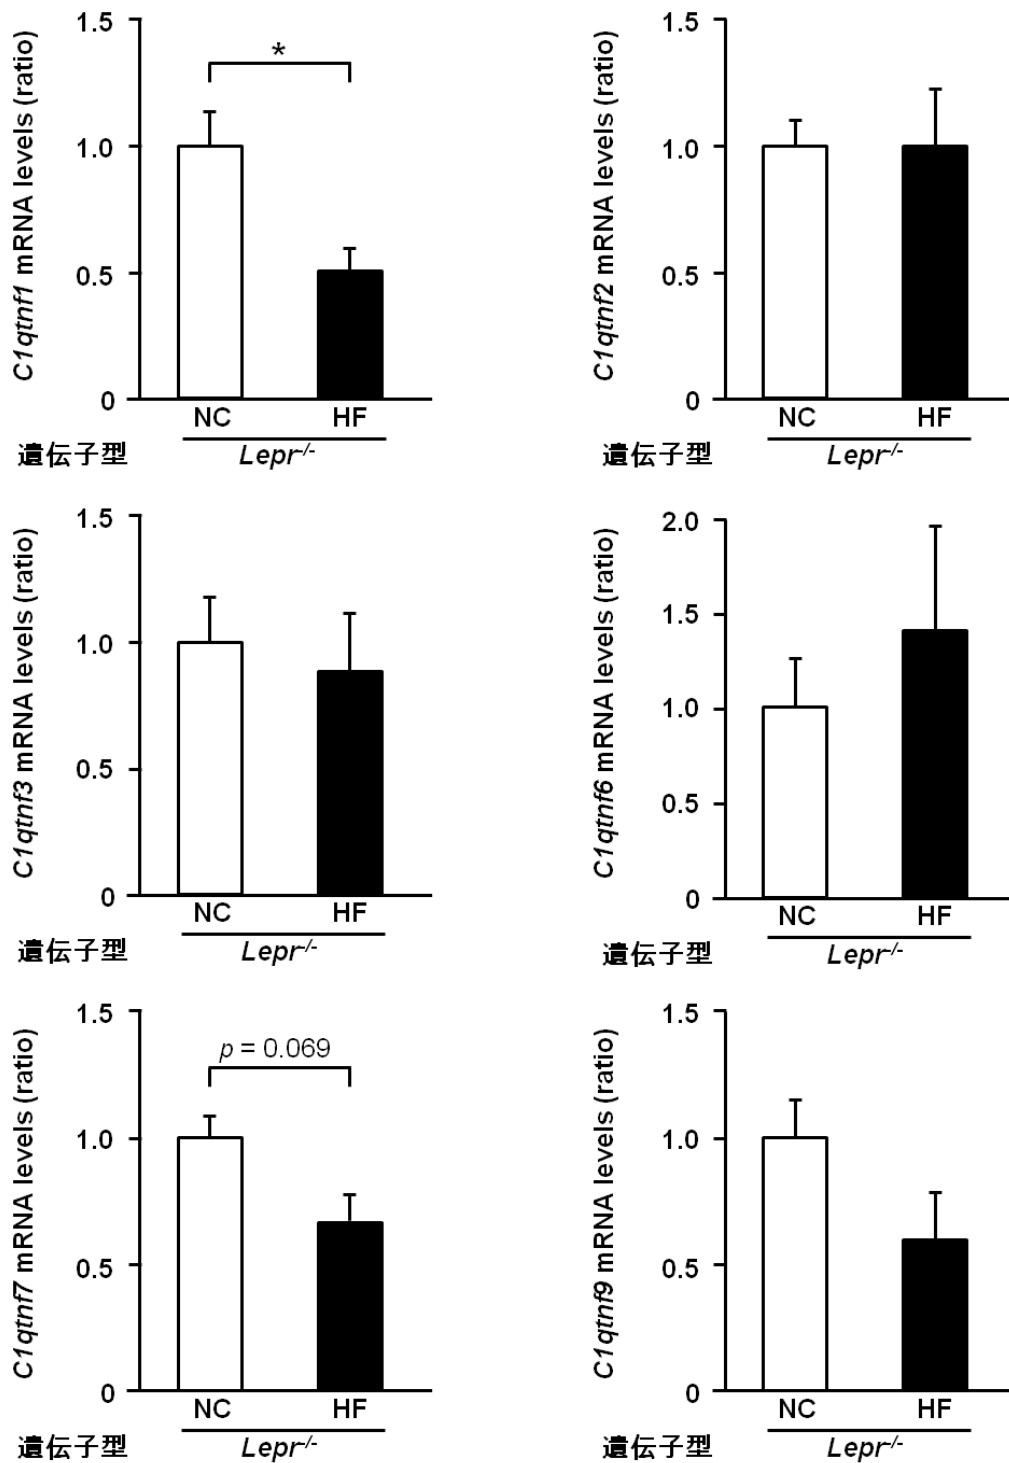 C1qtnf1 mRNA levels (ratio)
1.5
1.0
0.5
0
*
NC HF
遺伝子型 Lepr-/-
C1qtnf2 mRNA levels (ratio)
1.5
1.0
0.5
0
NC HF
遺伝子型 Lepr-/-
C1qtnf3 mRNA levels (ratio)
1.5
1.0
0.5
0
NC HF
遺伝子型 Lepr-/-
C1qtnf6 mRNA levels (ratio)
2.0
1.5
1.0
0.5
0
NC HF
遺伝子型 Lepr-/-
C1qtnf7 mRNA levels (ratio)
1.5
1.0
0.5
0
p = 0.069
NC HF
遺伝子型 Lepr-/-
C1qtnf9 mRNA levels (ratio)
1.5
1.0
0.5
0
NC HF
遺伝子型 Lepr-/-